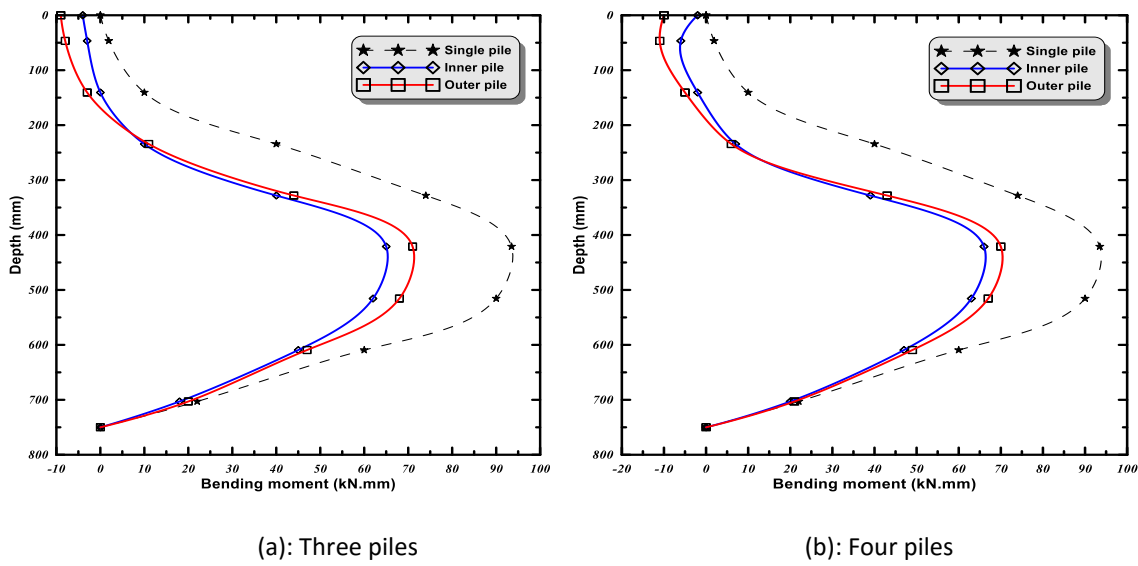 0
100
200
300
400
500
600
700
800
Depth (mm)
-10 0 10 20 30 40 50 60 70 80 90 100
Bending moment (kN.mm)
Single pile
Inner pile
Outer pile
(a): Three piles
0
100
200
300
400
500
600
700
800
Depth (mm)
-20 -10 0 10 20 30 40 50 60 70 80 90 100
Bending moment (kN.mm)
Single pile
Inner pile
Outer pile
(b): Four piles